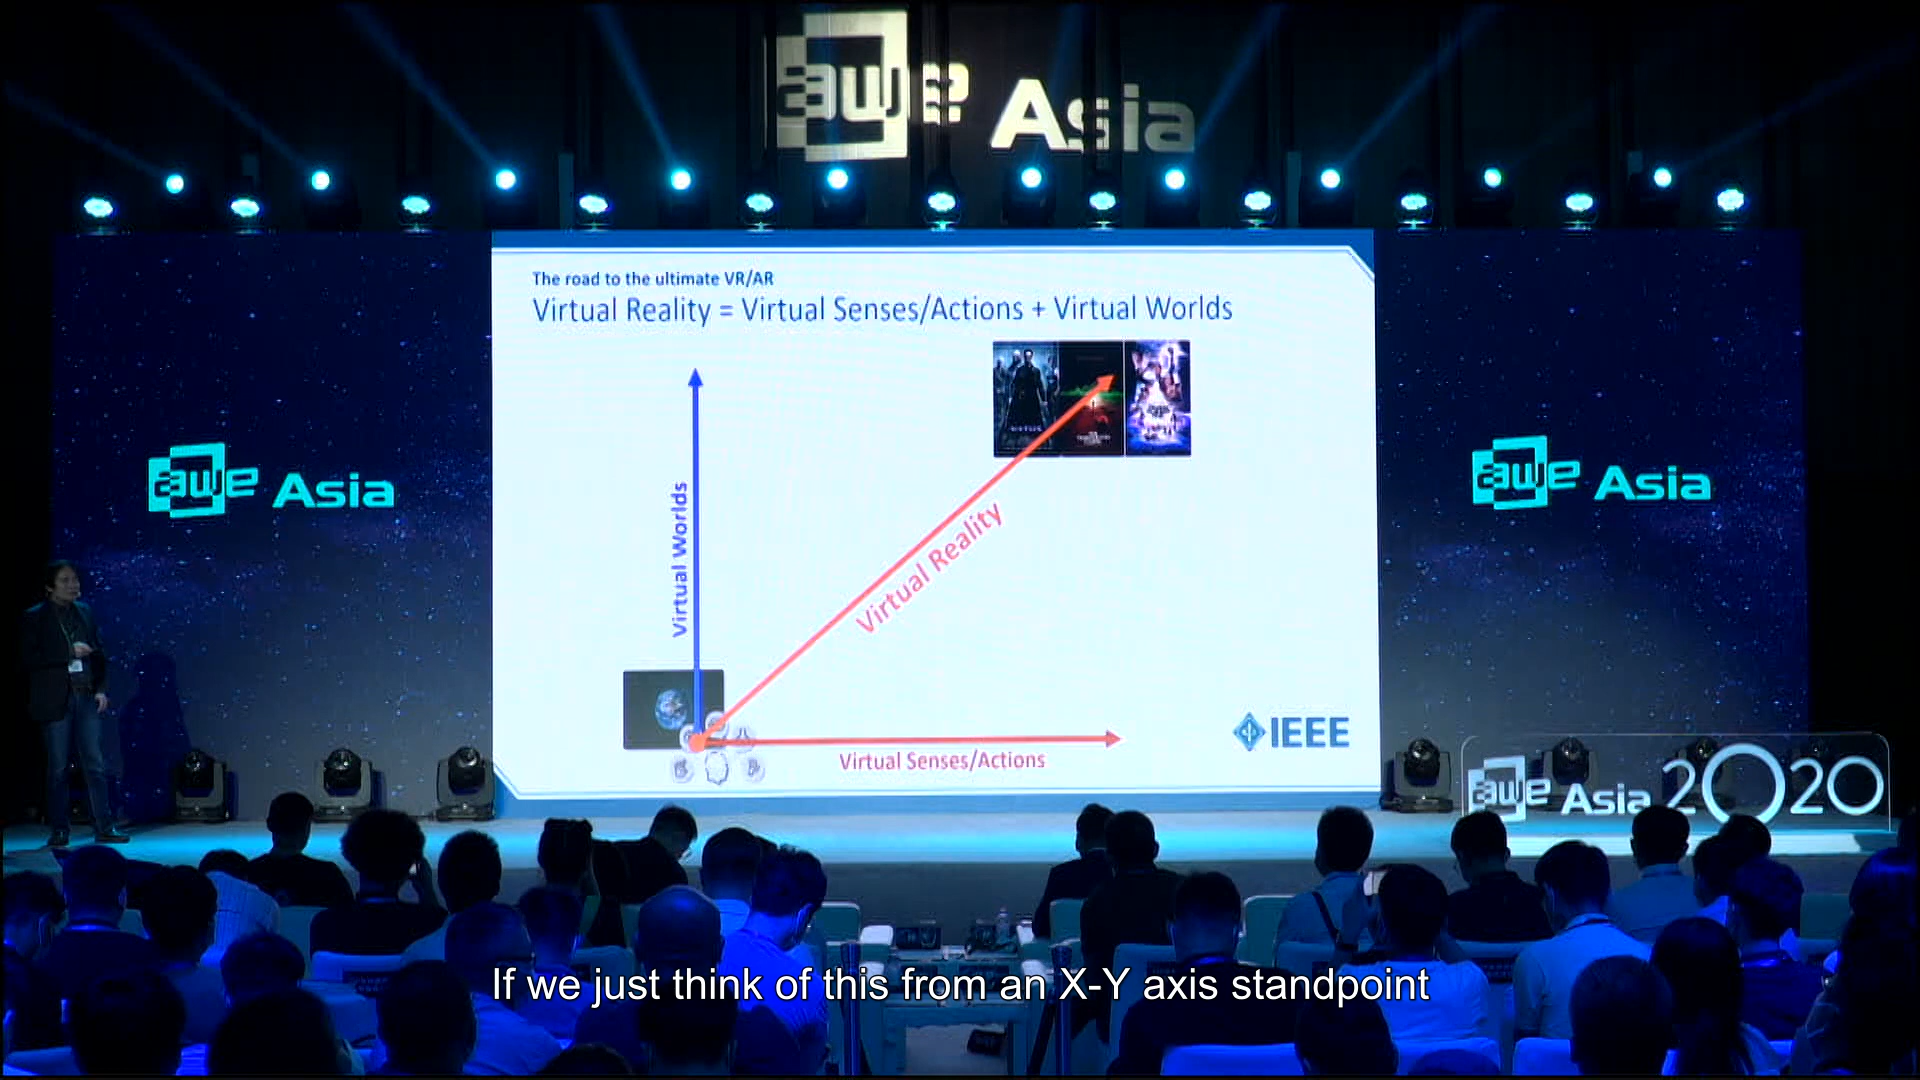 awe Asia
The road to the ultimate VR/AR
Virtual Reality = Virtual Senses/Actions + Virtual Worlds
Virtual Worlds
Virtual Reality
Virtual Senses/Actions
IEEE
awe Asia
awe Asia
awe Asia 2020
If we just think of this from an X-Y axis standpoint